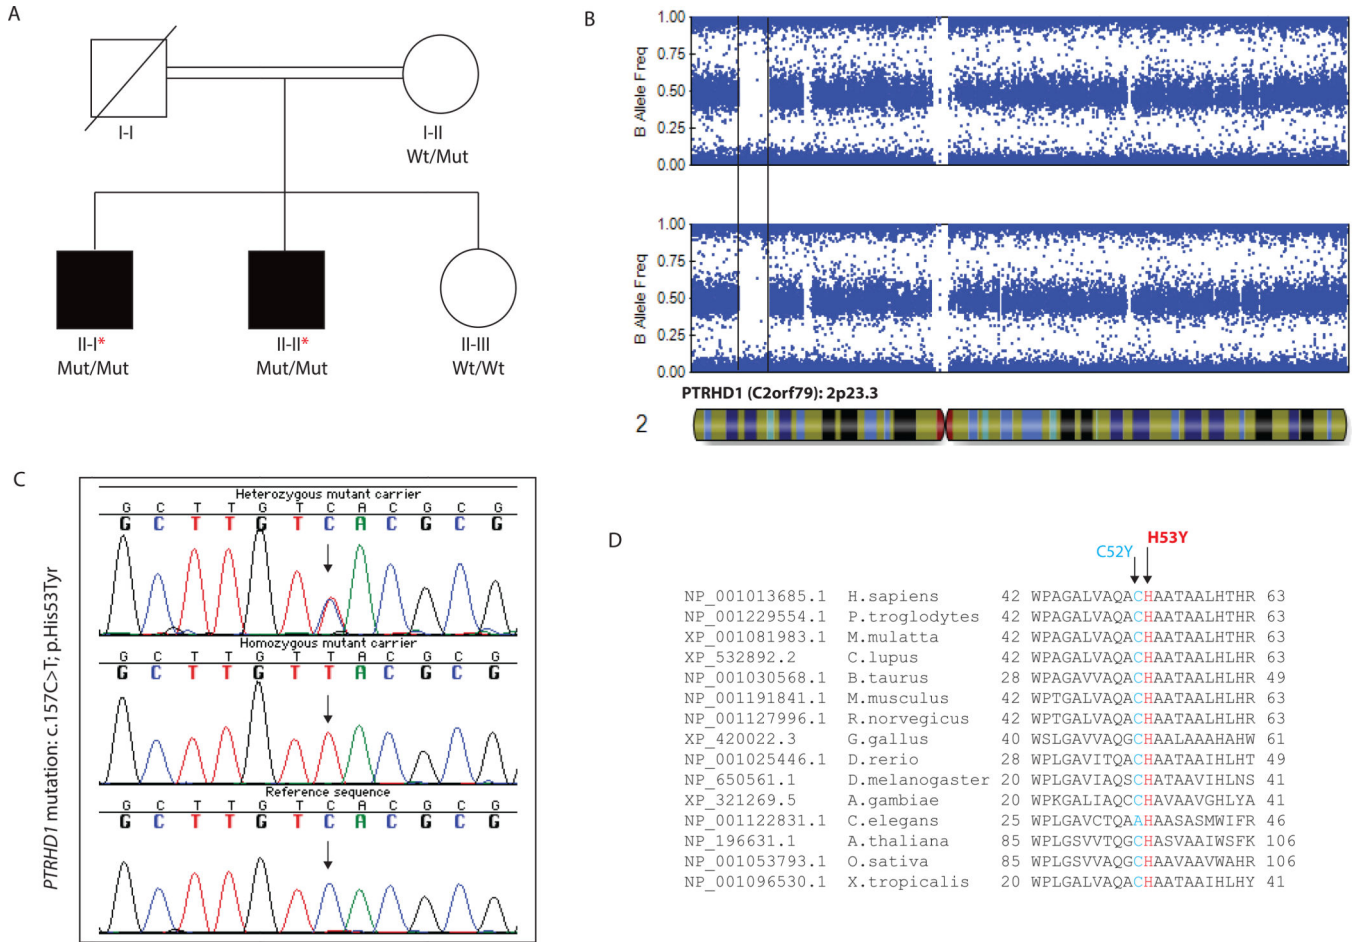 A
I-I
I-II
Wt/Mut
II-I*
Mut/Mut
II-II*
Mut/Mut
II-III
Wt/Wt
B
B Allele Freq
1.00
0.75
0.50
0.25
0.00
B Allele Freq
1.00
0.75
0.50
0.25
0.00
PTRHD1 (C2orf79): 2p23.3
2
C
PTRHD1 mutation: c.157C>T; p.His53Tyr
Heterozygous mutant carrier
G C T T G T C A C G C G
G C T T G T C A C G C G
Homozygous mutant carrier
G C T T G T T A C G C G
G C T T G T T A C G C G
Reference sequence
G C T T G T C A C G C G
G C T T G T C A C G C G
D
C52Y H53Y
NP_001013685.1 H.sapiens 42 WPAGALVAQACHAATAALHTHR 63
NP_001229554.1 P.troglodytes 42 WPAGALVAQACHAATAALHTHR 63
XP_001081983.1 M.mulatta 42 WPAGALVAQACHAATAALHTHR 63
XP_532892.2 C.lupus 42 WPAGALVAQACHAATAALHLHR 63
NP_001030568.1 B.taurus 28 WPAGAVVAQACHAATAALHLHR 49
NP_001191841.1 M.musculus 42 WPTGALVAQACHAATAALHLHR 63
NP_001127996.1 R.norvegicus 42 WPTGALVAQACHAATAALHLHR 63
XP_420022.3 G.gallus 40 WSLGAVVAQGCHAALAAAHAHW 61
NP_001025446.1 D.rerio 28 WPLGAVITQACHAATAAIHLHT 49
NP_650561.1 D.melanogaster 20 WPLGAVIAQSCHATAAVIHLNS 41
XP_321269.5 A.gambiae 20 WPKGALIAQCCHAVAAVGHLYA 41
NP_001122831.1 C.elegans 25 WPLGAVCTQAAHAASASMWIFR 46
NP_196631.1 A.thaliana 85 WPLGSVVTQGCHASVAAIWSFK 106
NP_001053793.1 O.sativa 85 WPLGSVVAQGCHAAVAAVWAHR 106
NP_001096530.1 X.tropicalis 20 WPLGALVAQACHAATAAIHLHY 41